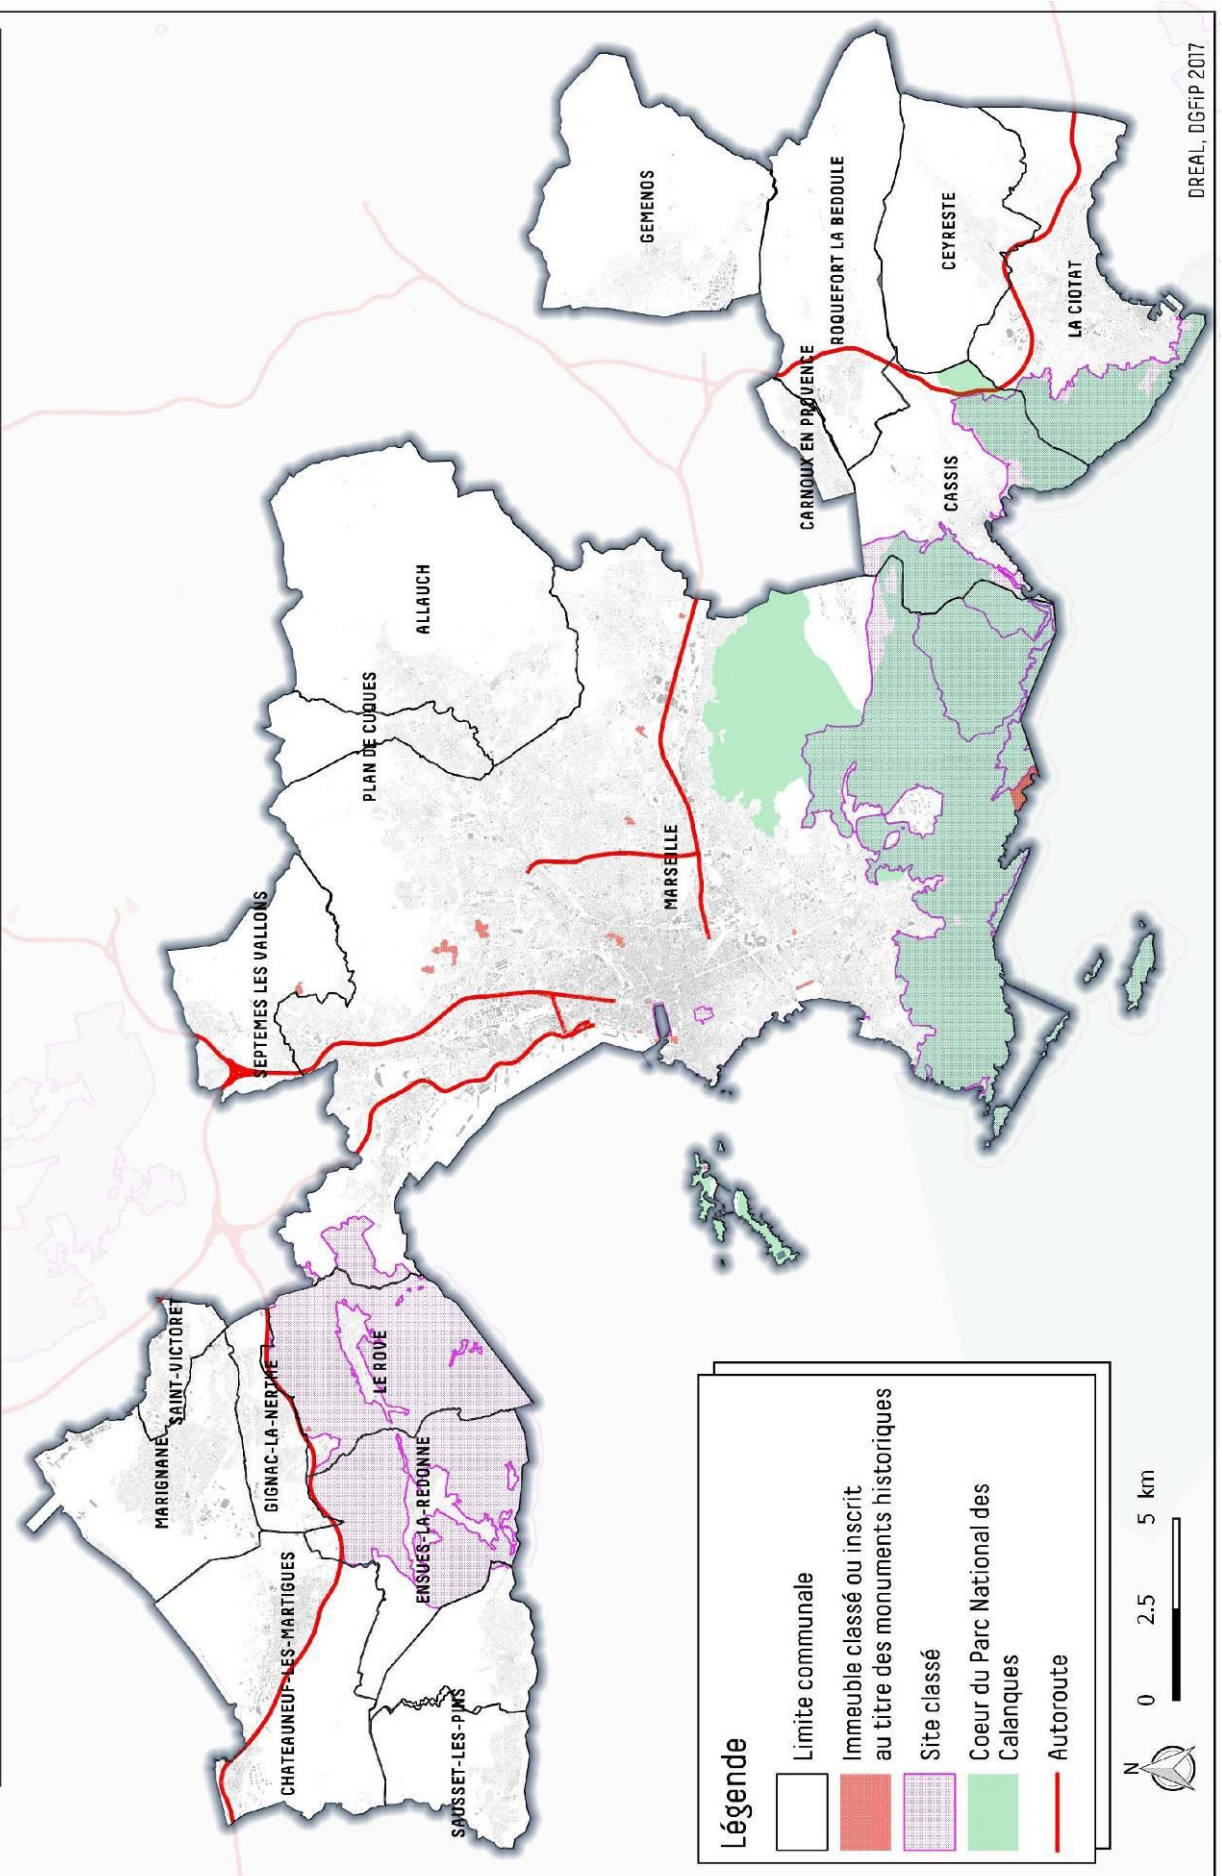 GEMENOS
ROQUEFORT LA BEDOULE
CEYRESTE
LA CIOTAT
CARNOUX EN PROVENCE
CASSIS
ALLAUCH
PLAN DE CUQUES
MARSEILLE
SEPTEMES LES VALLONS
SAINT-VICTORET
MARIGNANE
GIGNAC-LA-NERTHE
LE ROVE
ENSUES-LA-REDONNE
CHATEAUNEUF-LES-MARTIGUES
SAUSSET-LES-PINS
Légende
Limite communale
Immeuble classé ou inscrit
au titre des monuments historiques
Site classé
Coeur du Parc National des
Calanques
Autoroute
N
0 2.5 5 km
DREAL, DGFiP 2017